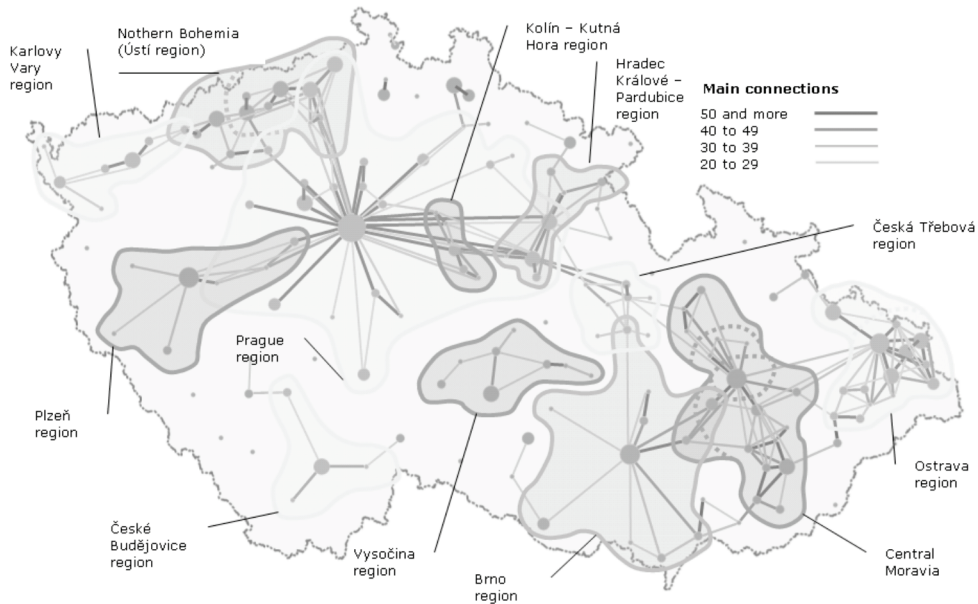 Nothern Bohemia
(Ústí region)
Karlovy
Vary
region
Kolín – Kutná
Hora region
Hradec
Králové –
Pardubice
region
Main connections
50 and more
40 to 49
30 to 39
20 to 29
Česká Třebová
region
Prague
region
Plzeň
region
Ostrava
region
České
Budějovice
region
Vysočina
region
Brno
region
Central
Moravia